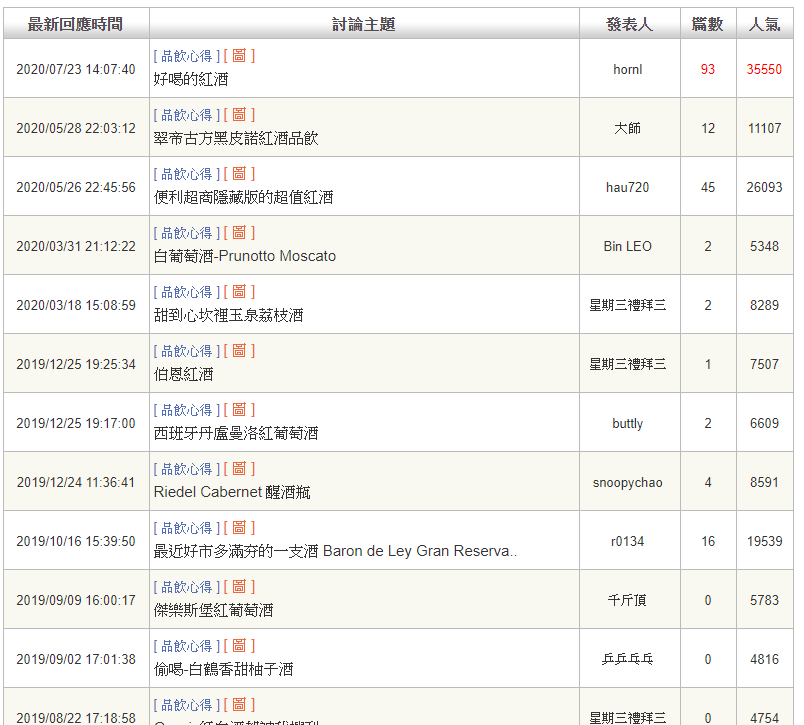 最新回應時間 討論主題 發表人 篇數 人氣
[ 品飲心得 ] [ 圖 ]
2020/07/23 14:07:40 好喝的紅酒 hornl 93 35550
[ 品飲心得 ] [ 圖 ]
2020/05/28 22:03:12 翠帝古方黑皮諾紅酒品飲 大師 12 11107
[ 品飲心得 ] [ 圖 ]
2020/05/26 22:45:56 便利超商隱藏版的超值紅酒 hau720 45 26093
[ 品飲心得 ] [ 圖 ]
2020/03/31 21:12:22 白葡萄酒-Prunotto Moscato Bin LEO 2 5348
[ 品飲心得 ] [ 圖 ]
2020/03/18 15:08:59 甜到心坎裡玉泉荔枝酒 星期三禮拜三 2 8289
[ 品飲心得 ] [ 圖 ]
2019/12/25 19:25:34 伯恩紅酒 星期三禮拜三 1 7507
[ 品飲心得 ] [ 圖 ]
2019/12/25 19:17:00 西班牙丹盧曼洛紅葡萄酒 buttly 2 6609
[ 品飲心得 ] [ 圖 ]
2019/12/24 11:36:41 Riedel Cabernet 醒酒瓶 snoopychao 4 8591
[ 品飲心得 ] [ 圖 ]
2019/10/16 15:39:50 最近好市多滿夯的一支酒 Baron de Ley Gran Reserva.. r0134 16 19539
[ 品飲心得 ] [ 圖 ]
2019/09/09 16:00:17 傑樂斯堡紅葡萄酒 千斤頂 0 5783
[ 品飲心得 ] [ 圖 ]
2019/09/02 17:01:38 偷喝-白鶴香甜柚子酒 乒乒乓乓 0 4816
[ 品飲心得 ] [ 圖 ]
2019/08/22 17:18:58 星期三禮拜三 0 4754